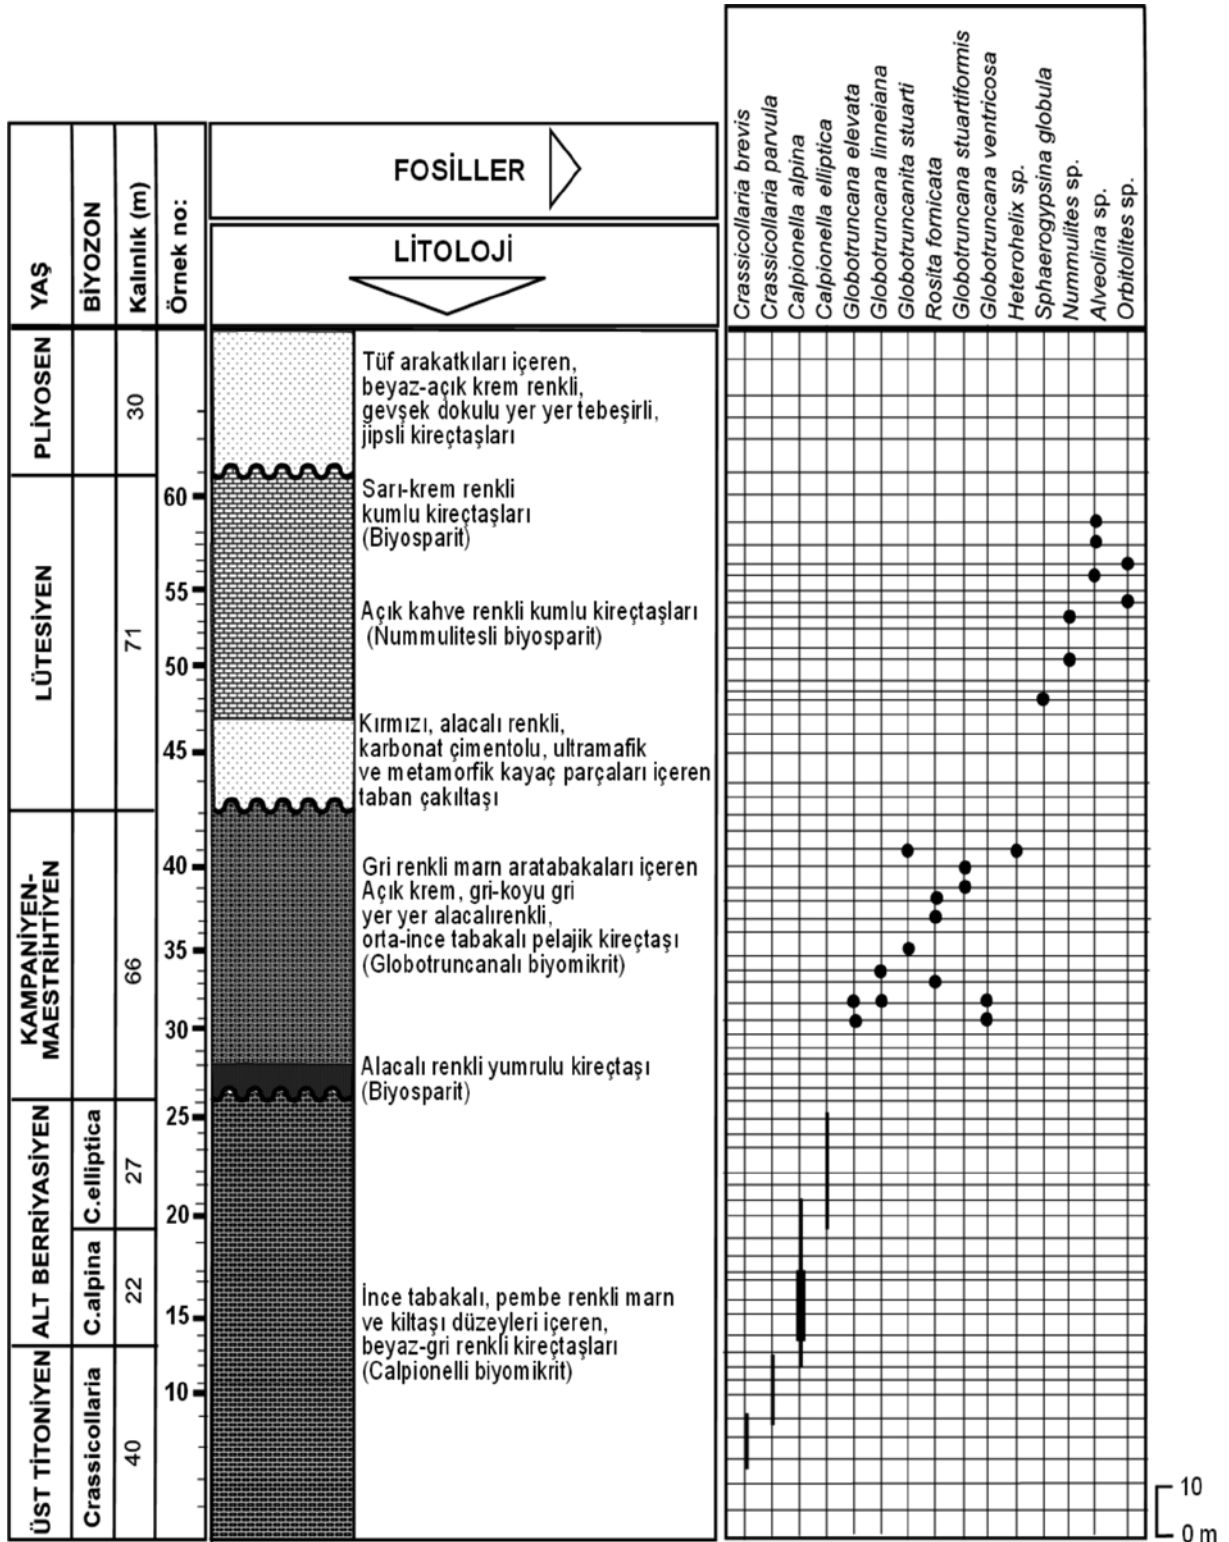 FOSİLLER
LİTOLOJİ
YAŞ
BİYOZON
Kalınlık (m)
Örnek no:
Crassicollaria brevis
Crassicollaria parvula
Calpionella alpina
Calpionella elliptica
Globotruncana elevata
Globotruncana linneiana
Globotruncanita stuarti
Rosita fornicata
Globotruncana stuartiformis
Globotruncana ventricosa
Heterohelix sp.
Sphaerogypsina globula
Nummulites sp.
Alveolina sp.
Orbitolites sp.
PLİYOSEN
30
Tüf arakatkıları içeren,
beyaz-açık krem renkli,
gevşek dokulu yer yer tebeşirli,
jipsli kireçtaşları
LÜTESİYEN
71
60
55
50
45
Sarı-krem renkli
kumlu kireçtaşları
(Biyosparit)
Açık kahve renkli kumlu kireçtaşları
(Nummulitesli biyosparit)
Kırmızı, alacalı renkli,
karbonat çimentolu, ultramafik
ve metamorfik kayaç parçaları içeren
taban çakıltaşı
KAMPANİYEN-
MAESTRİHTİYEN
66
40
35
30
Gri renkli marn aratabakaları içeren
Açık krem, gri-koyu gri
yer yer alacalırenkli,
orta-ince tabakalı pelajik kireçtaşı
(Globotruncanalı biyomikrit)
Alacalı renkli yumrulu kireçtaşı
(Biyosparit)
ALT BERRİYASİYEN
C.elliptica
27
C.alpina
22
25
20
15
İnce tabakalı, pembe renkli marn
ve kiltaşı düzeyleri içeren,
beyaz-gri renkli kireçtaşları
(Calpionelli biyomikrit)
ÜST TİTONİYEN
Crassicollaria
40
10
10
0 m